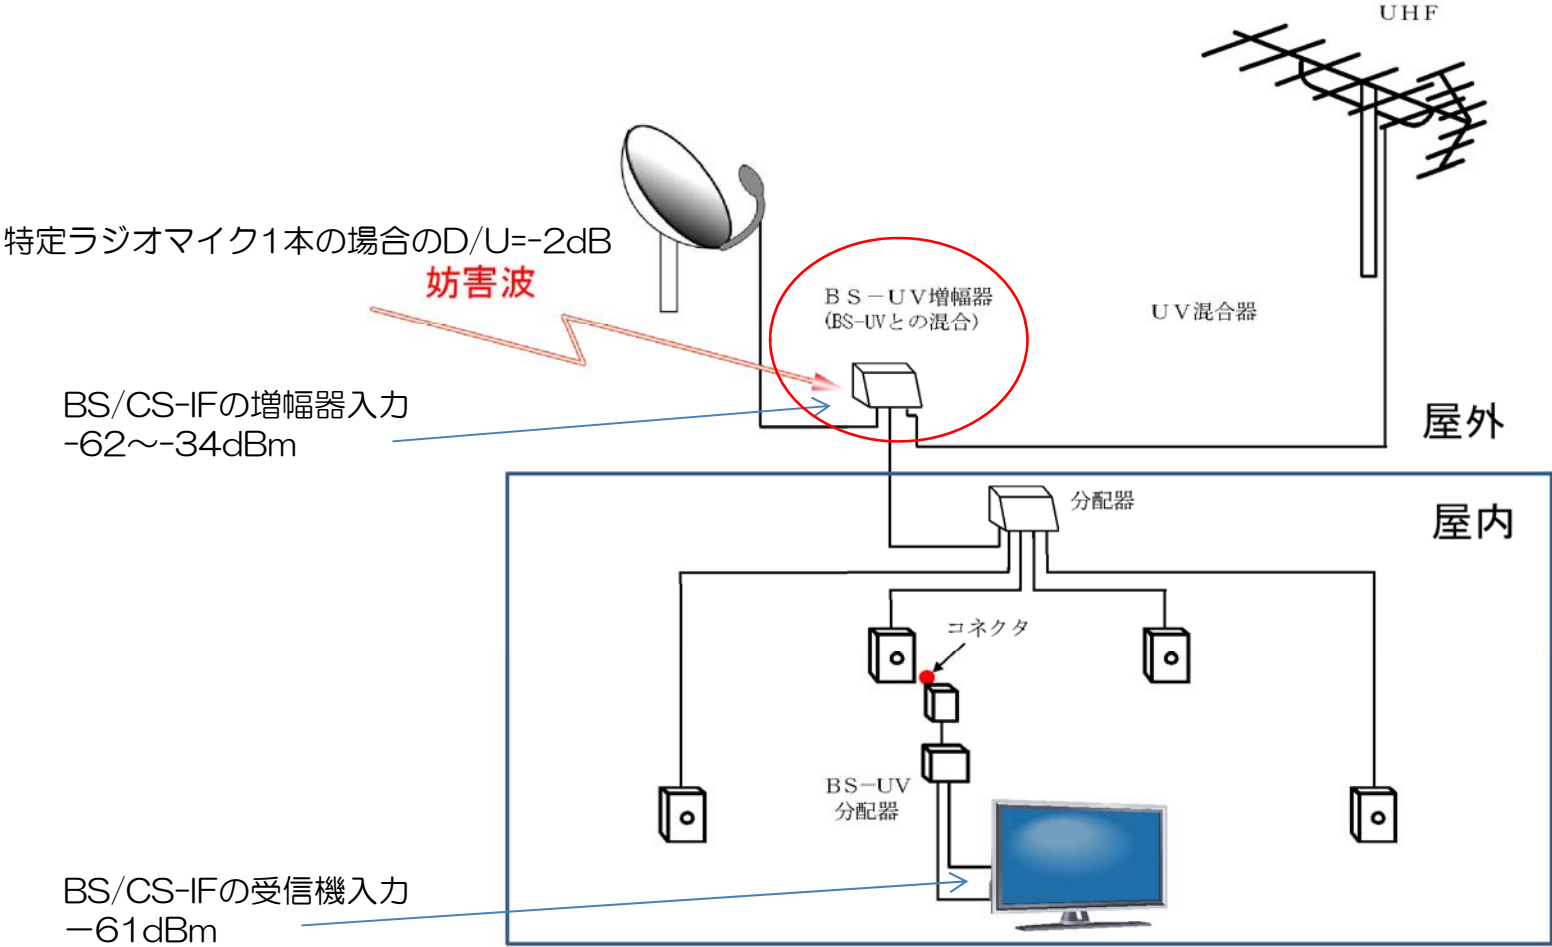 UHF
特定ラジオマイク1本の場合のD/U=-2dB
妨害波
BS－UV増幅器
(BS-UVとの混合)
UV混合器
BS/CS-IFの増幅器入力
-62～-34dBm
屋外
分配器
屋内
コネクタ
BS－UV
分配器
BS/CS-IFの受信機入力
－61dBm